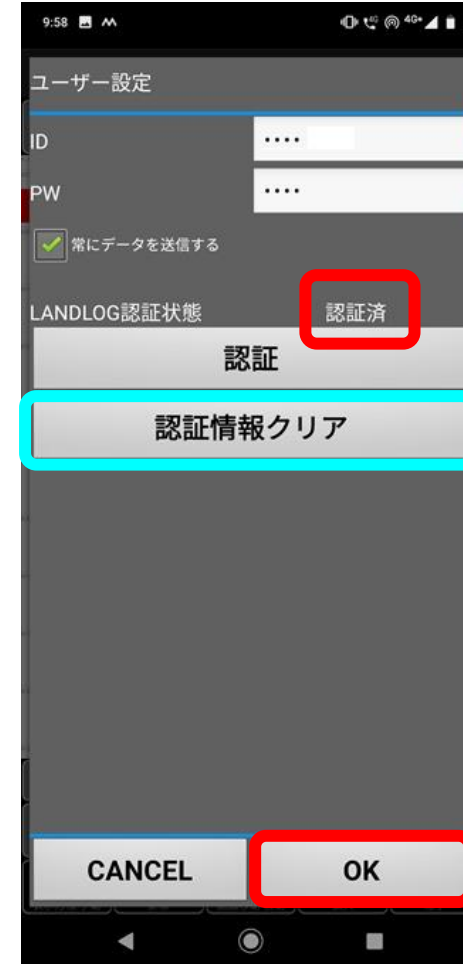 9:58
4G+
ユーザー設定
ID ••••
PW ••••
常にデータを送信する
LANDLOG認証状態 認証済
認証
認証情報クリア
CANCEL OK